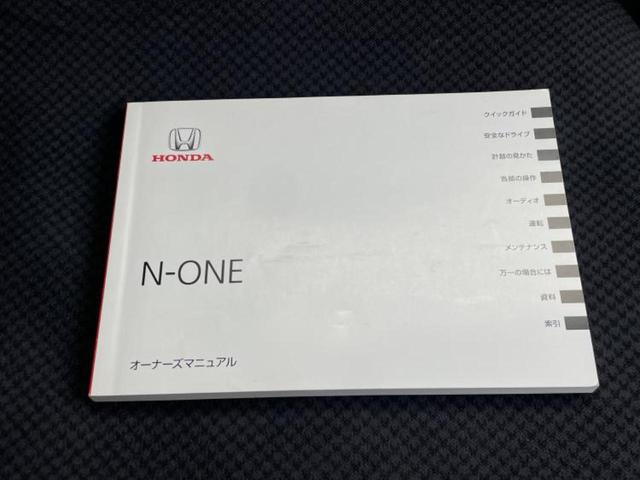 HONDA
N-ONE
オーナーズマニュアル
クイックガイド
安全なドライブ
計器の見かた
各部の操作
オーディオ
運転
メンテナンス
万一の場合には
資料
索引